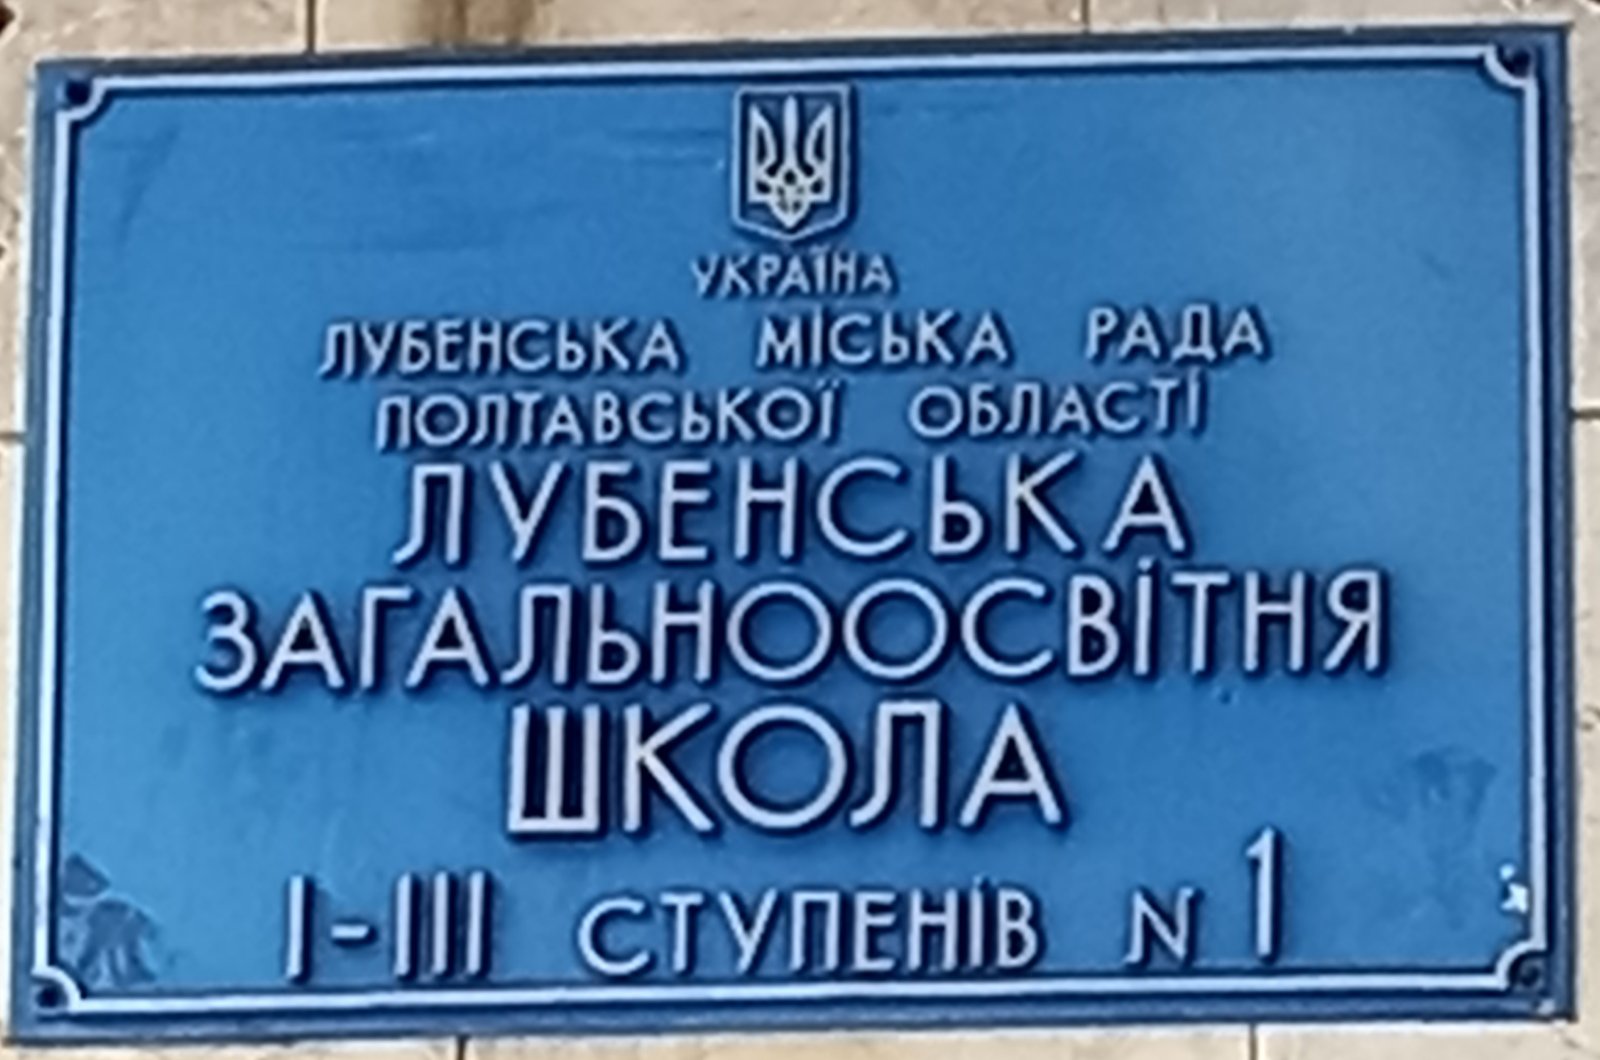 УКРАЇНА
ЛУБЕНСЬКА МІСЬКА РАДА
ПОЛТАВСЬКОЇ ОБЛАСТІ
ЛУБЕНСЬКА
ЗАГАЛЬНООСВІТНЯ
ШКОЛА
І-ІІІ СТУПЕНІВ N 1